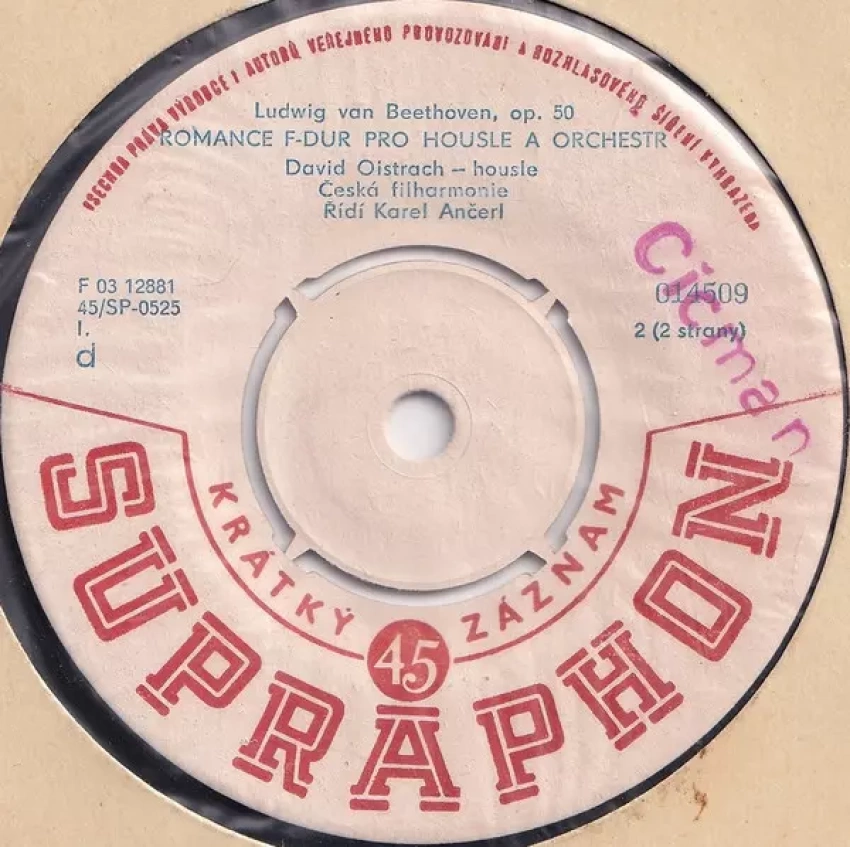 VŠECHNA PRÁVA VÝROBCE I AUTORŮ VEŘEJNÉHO PROVOZOVÁNÍ A ROZHLASOVÉHO ŠÍŘENÍ VYHRAZENA
Ludwig van Beethoven, op. 50
ROMANCE F-DUR PRO HOUSLE A ORCHESTR
David Oistrach – housle
Česká filharmonie
Řídí Karel Ančerl
F 03 12881
45/SP-0525
I.
d
014509
2 (2 strany)
Cicman
KRÁTKÝ ZÁZNAM
45
SUPRAPHON